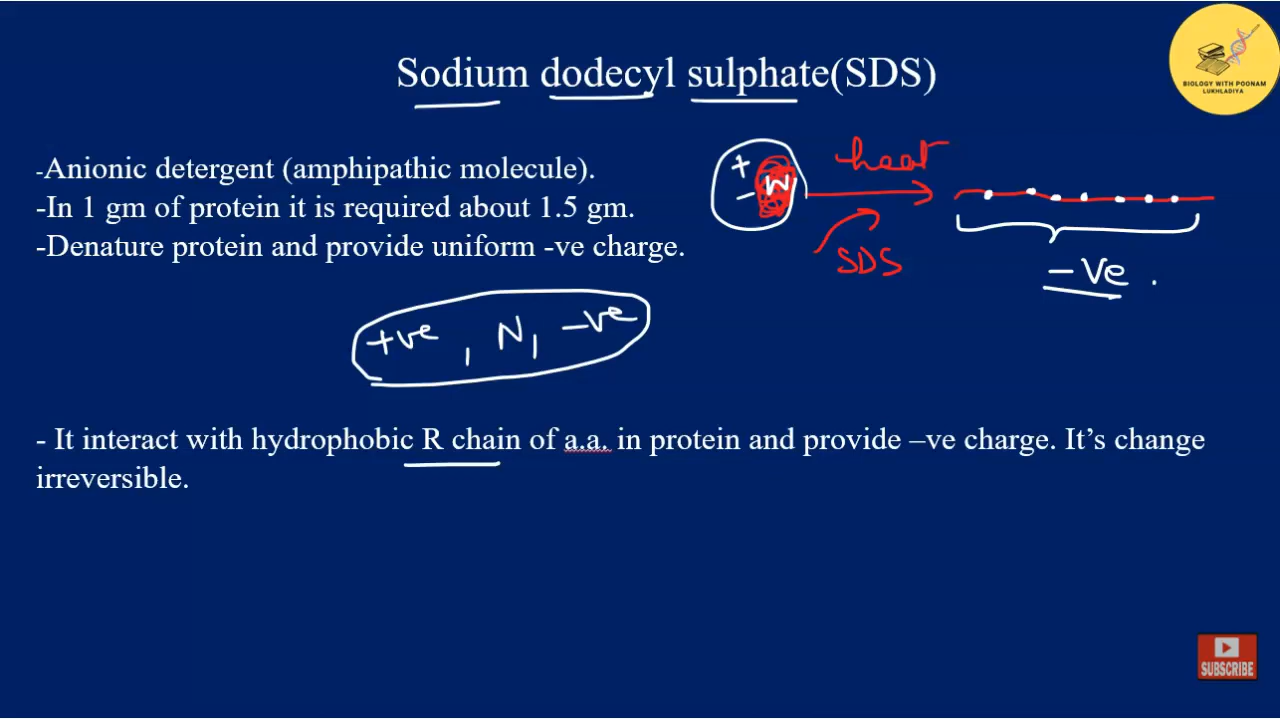 Sodium dodecyl sulphate(SDS)
BIOLOGY WITH POONAM
LUKHLADIYA
-Anionic detergent (amphipathic molecule).
-In 1 gm of protein it is required about 1.5 gm.
-Denature protein and provide uniform -ve charge.
+
- N
heat
SDS
-ve .
+ve , N, -ve
- It interact with hydrophobic R chain of a.a. in protein and provide –ve charge. It’s change
irreversible.
SUBSCRIBE